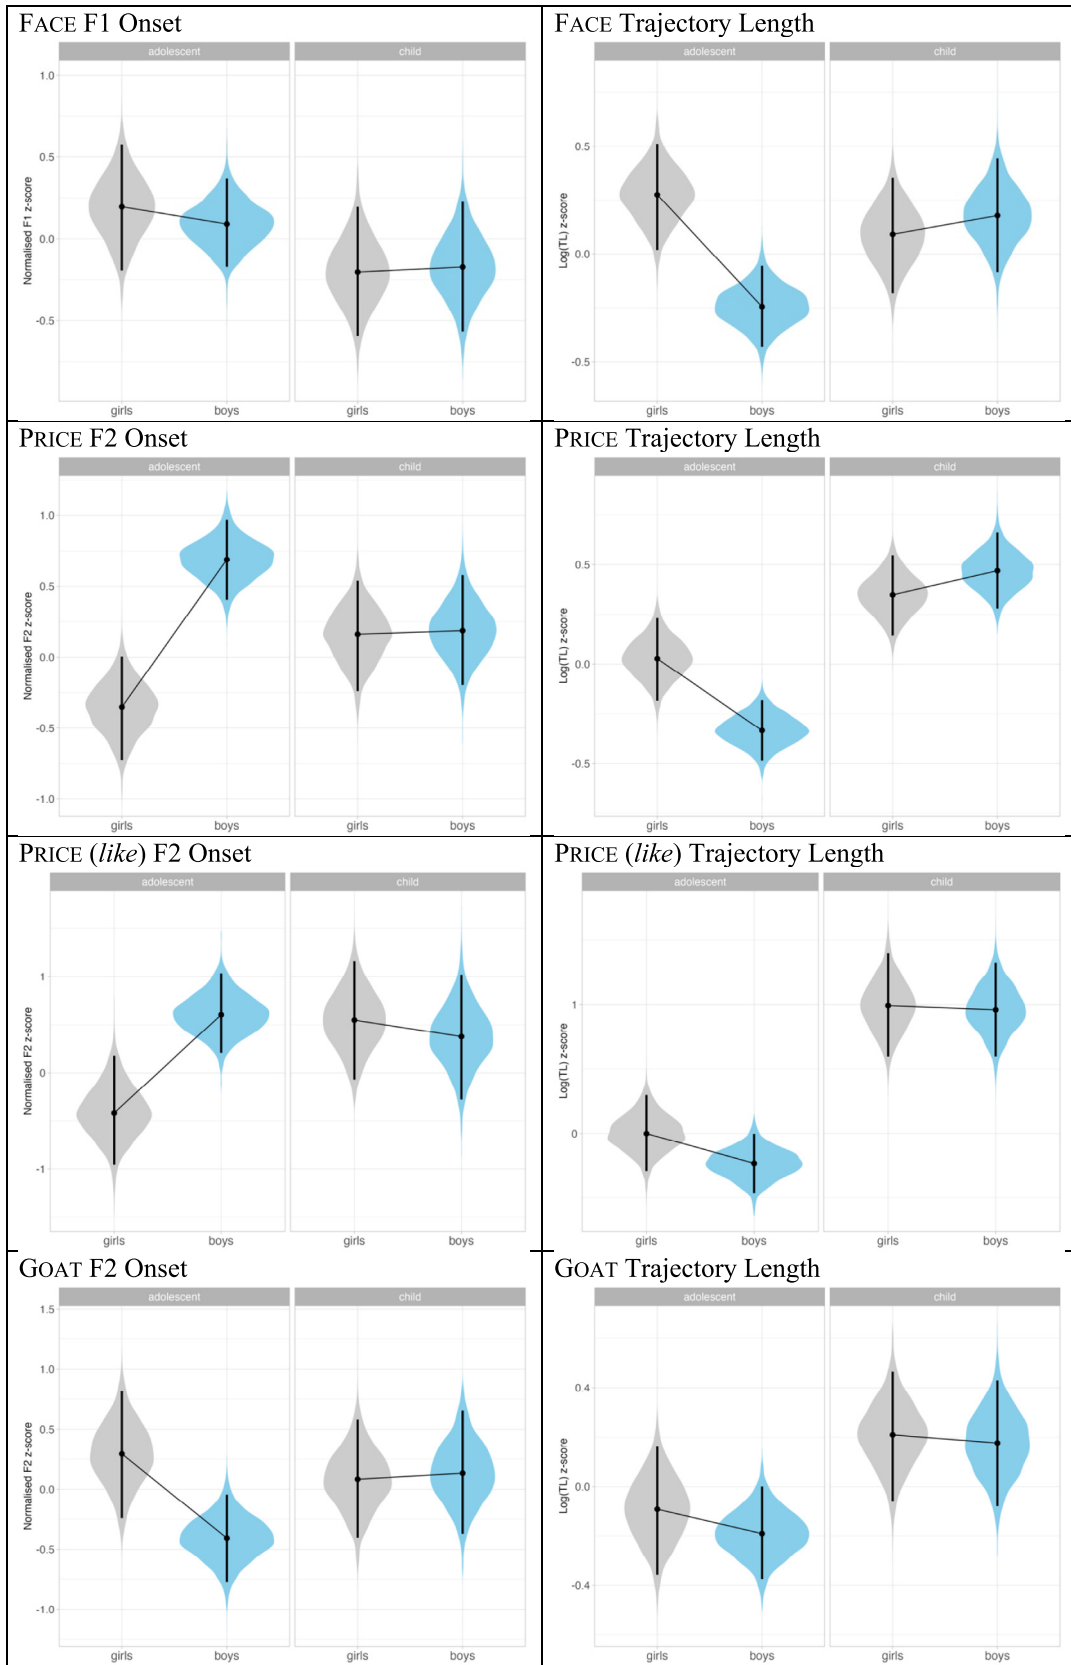 FACE F1 Onset
adolescent
child
Normalised F1 z-score
1.0
0.5
0.0
-0.5
girls
boys
girls
boys
FACE Trajectory Length
adolescent
child
Log(TL) z-score
0.5
0.0
-0.5
girls
boys
girls
boys
PRICE F2 Onset
adolescent
child
Normalised F2 z-score
1.0
0.5
0.0
-0.5
-1.0
girls
boys
girls
boys
PRICE Trajectory Length
adolescent
child
Log(TL) z-score
0.5
0.0
-0.5
girls
boys
girls
boys
PRICE (like) F2 Onset
adolescent
child
Normalised F2 z-score
1
0
-1
girls
boys
girls
boys
PRICE (like) Trajectory Length
adolescent
child
Log(TL) z-score
1
0
girls
boys
girls
boys
GOAT F2 Onset
adolescent
child
Normalised F2 z-score
1.5
1.0
0.5
0.0
-0.5
-1.0
girls
boys
girls
boys
GOAT Trajectory Length
adolescent
child
Log(TL) z-score
0.4
0.0
-0.4
girls
boys
girls
boys